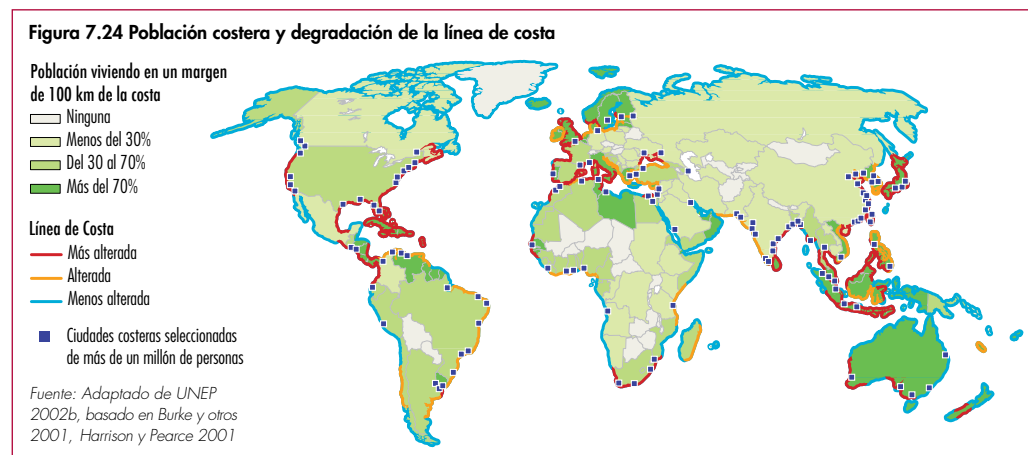 Figura 7.24 Población costera y degradación de la línea de costa
Población viviendo en un margen
de 100 km de la costa
Ninguna
Menos del 30%
Del 30 al 70%
Más del 70%
Línea de Costa
Más alterada
Alterada
Menos alterada
Ciudades costeras seleccionadas
de más de un millón de personas
Fuente: Adaptado de UNEP
2002b, basado en Burke y otros
2001, Harrison y Pearce 2001